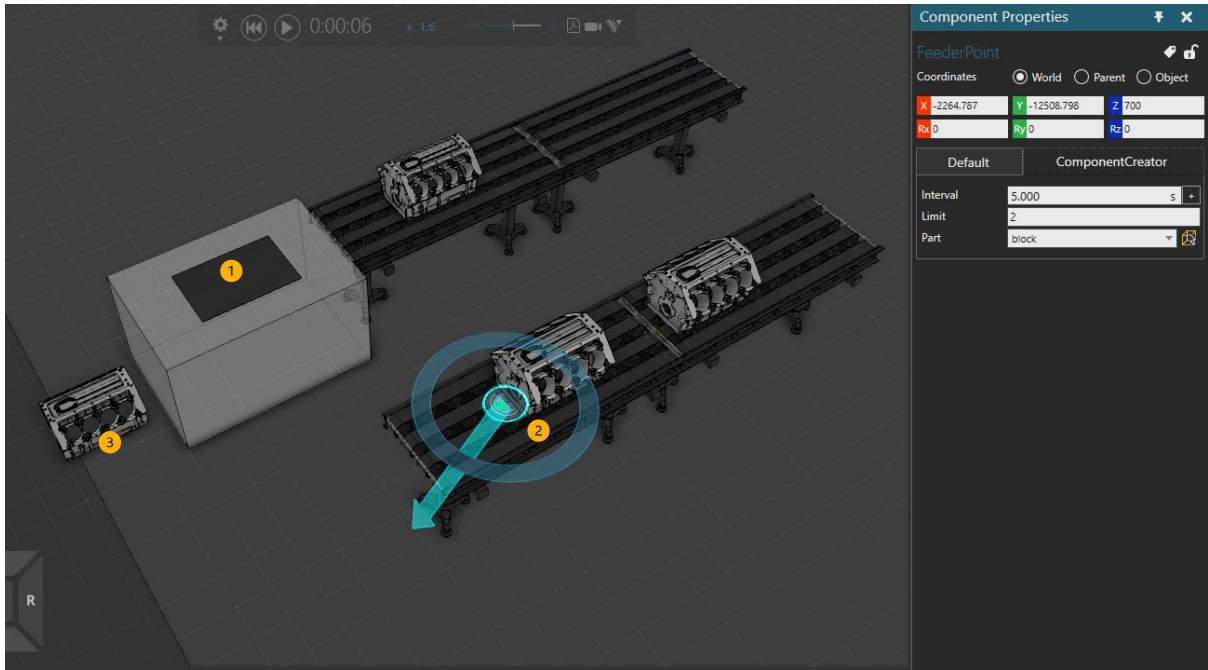 0:00:06 x 1.6
Component Properties
FeederPoint
Coordinates World Parent Object
X -2264.787 Y -12508.798 Z 700
Rx 0 Ry 0 Rz 0
Default ComponentCreator
Interval 5.000 s +
Limit 2
Part block
1
2
3
R